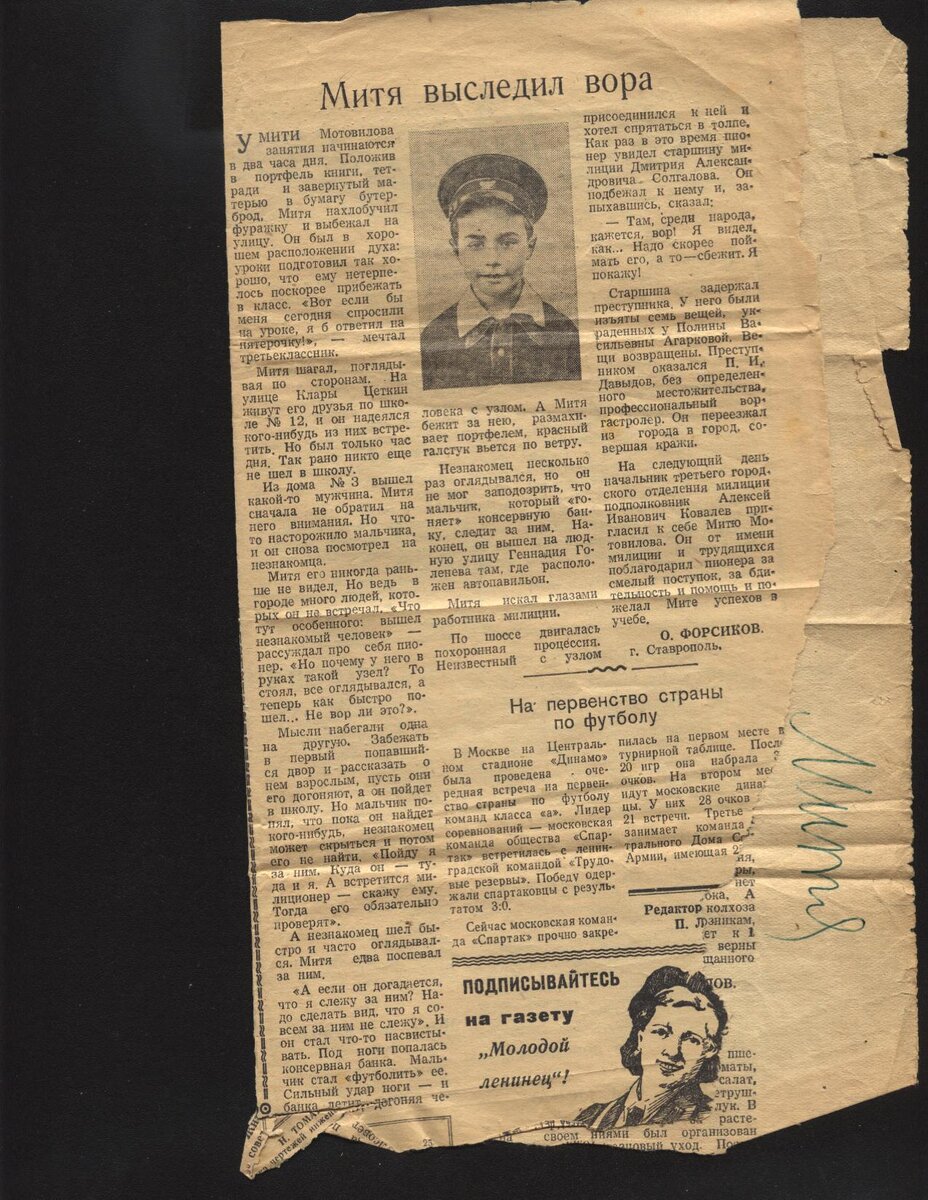 Митя выследил вора
У МИТИ Мотовилова
занятия начинаются
в два часа дня. Положив
в портфель книги, тет-
ради и завернутый ма-
терью в бумагу бутер-
брод, Митя нахлобучил
фуражку и выбежал на
улицу. Он был в хоро-
шем расположении духа:
уроки подготовил так хо-
рошо, что ему нетерпе-
лось поскорее прибежать
в класс. «Вот если бы
меня сегодня спросили
на уроке, я б ответил на
пятерочку!», — мечтал
третьеклассник.
Митя шагал, поглядьы-
вая по сторонам. На
улице Клары Цеткин
живут его друзья по шко-
ле № 12, и он надеялся
кого-нибудь из них встре-
тить. Но был только час
дня. Так рано никто еще
не шел в школу.
Из дома № 3 вышел
какой-то мужчина. Митя
сначала не обратил на
него внимания. Но что-
то насторожило мальчика,
и он снова посмотрел на
незнакомца.
Митя его никогда рань-
ше не видел. Но ведь в
городе много людей, кото-
рых он не встречал. «Что
тут особенного: вышел
незнакомый человек» —
рассуждал про себя пио-
нер. «Но почему у него в
руках такой узел? То
стоял, все оглядывался, а
теперь как быстро по-
шел... Не вор ли это?».
Мысли набегали одна
на другую. Забежать
в первый попавший-
ся двор и рассказать о
нем взрослым, пусть они
его догоняют, а он пойдет
в школу. Но мальчик по-
нял, что пока он найдет
кого-нибудь, незнакомец
может скрыться и потом
его не найти. «Пойду я
за ним. Куда он — ту-
да и я. А встретится ми-
лиционер — скажу ему.
Тогда его обязательно
проверят».
А незнакомец шел бы-
стро и часто оглядывал-
ся. Митя едва поспевал
за ним.
«А если он догадается,
что я слежу за ним? На-
до сделать вид, что я со-
всем за ним не слежу». И
он стал что-то насвисты-
вать. Под ноги попалась
консервная банка. Маль-
чик стал «футболить» ее.
Сильный удар ноги — и
банка летит, догоняя че-
ловека с узлом. А Митя
бежит за нею, размахи-
вает портфелем, красный
галстук вьется по ветру.
Незнакомец несколько
раз оглядывался, но он
не мог заподозрить, что
мальчик, который «го-
няет» консервную бан-
ку, следит за ним. На-
конец, он вышел на люд-
ную улицу Геннадия Го-
ленева там, где располо-
жен автопавильон.
Митя искал глазами
работника милиции.
По шоссе двигалась
похоронная процессия.
Неизвестный с узлом
присоединился к ней и
хотел спрятаться в толпе.
Как раз в это время пио-
нер увидел старшину ми-
лиции Дмитрия Алексан-
дровича Солгалова. Он
подбежал к нему и, за-
пыхавшись, сказал:
— Там, среди народа,
кажется, вор! Я видел,
как... Надо скорее пой-
мать его, а то—сбежит. Я
покажу!
Старшина задержал
преступника. У него были
изъяты семь вещей, ук-
раденных у Полины Ва-
сильевны Агарковой. Ве-
щи возвращены. Преступ-
ником оказался П. И.
Давыдов, без определен-
ного местожительства,
профессиональный вор-
гастролер. Он переезжал
из города в город, со-
вершая кражи.
На следующий день
начальник третьего город-
ского отделения милиции
подполковник Алексей
Иванович Ковалев при-
гласил к себе Митю Мо-
товилова. Он от имени
милиции и трудящихся
поблагодарил пионера за
смелый поступок, за бди-
тельность и помощь и по-
желал Мите успехов в
учебе.
О. ФОРСИКОВ.
г. Ставрополь.
На первенство страны
по футболу
В Москве на Централь-
ном стадионе «Динамо»
была проведена оче-
редная встреча на первен-
ство страны по футболу
команд класса «а». Лидер
соревнований — московская
команда общества «Спар-
так» встретилась с ленин-
градской командой «Трудо-
вые резервы». Победу одер-
жали спартаковцы с резуль-
татом 3:0.
Сейчас московская коман-
да «Спартак» прочно закре-
пилась на первом месте в
турнирной таблице. Посл
20 игр она набрала
очков. На втором ме
идут московские дина
цы. У них 28 очков
21 встречи. Третье
занимает команда
трального Дома Со
Армии, имеющая 2
Редактор
П.
колхоза
верны
щанного
ПОДПИСЫВАЙТЕСЬ
на газету
„Молодой
ленинец“!
Митя
пше-
салат,
лук. В
расте-
своем
был организован
уход.
Н. ТОМА
25